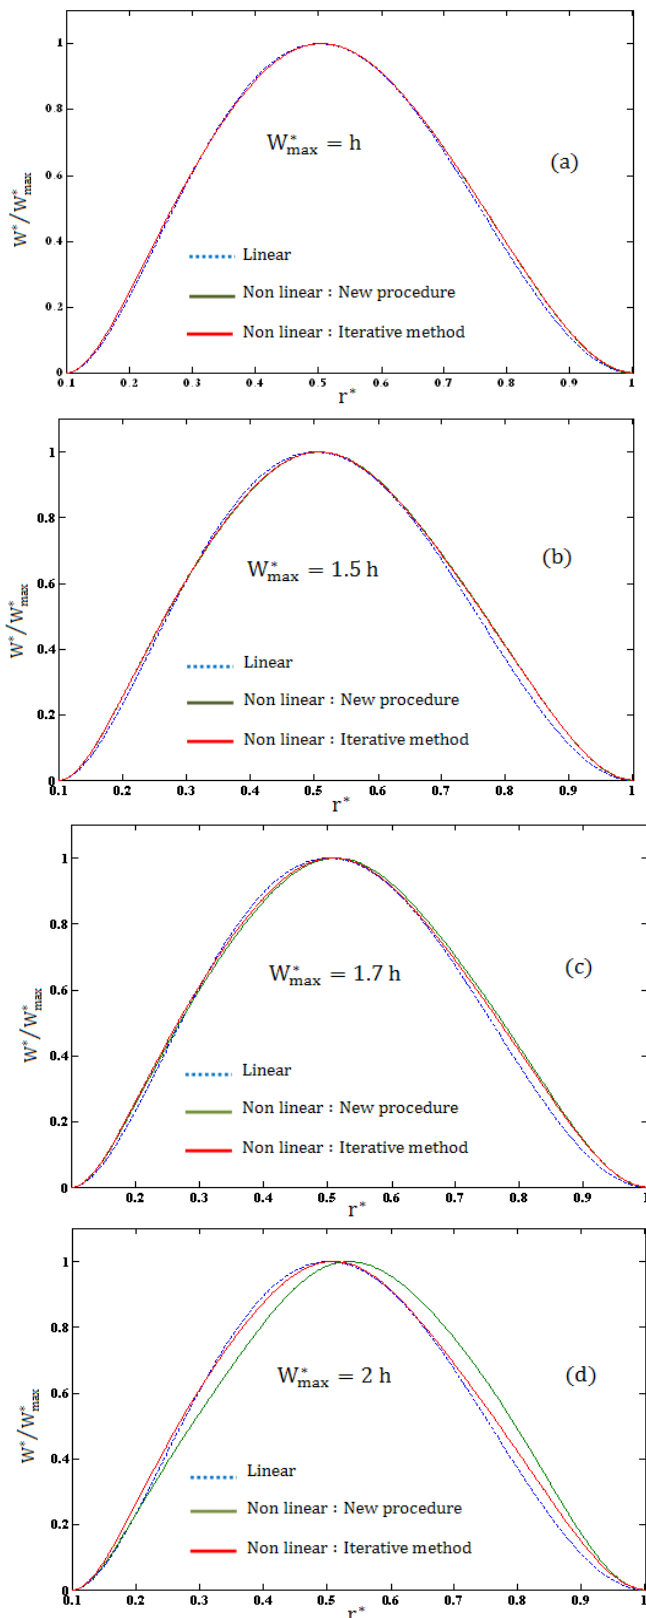 1
0.8
W*max = h
(a)
W*/W*max
0.6
0.4
Linear
Non linear : New procedure
0.2
Non linear : Iterative method
0
0.1 0.2 0.3 0.4 0.5 0.6 0.7 0.8 0.9 1
r*
1
0.8
W*max = 1.5 h
(b)
W*/W*max
0.6
0.4
Linear
Non linear : New procedure
0.2
Non linear : Iterative method
0
0.1 0.2 0.3 0.4 0.5 0.6 0.7 0.8 0.9 1
r*
1
0.8
W*max = 1.7 h
(c)
W*/W*max
0.6
0.4
Linear
Non linear : New procedure
0.2
Non linear : Iterative method
0
0.2 0.3 0.4 0.5 0.6 0.7 0.8 0.9 1
r*
1
0.8
W*max = 2 h
(d)
W*/W*max
0.6
0.4
Linear
Non linear : New procedure
0.2
Non linear : Iterative method
0
0.1 0.2 0.3 0.4 0.5 0.6 0.7 0.8 0.9 1
r*